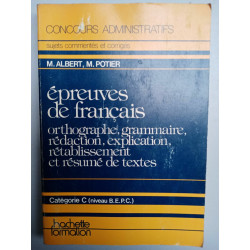 CONCOURS ADMINISTRATIFS
sujets commentés et corrigés
M. ALBERT, M. POTIER
épreuves
de français
orthographe, grammaire,
rédaction, explication,
rétablissement
et résumé de textes
Catégorie C (niveau B.E.P.C.)
hachette
formation